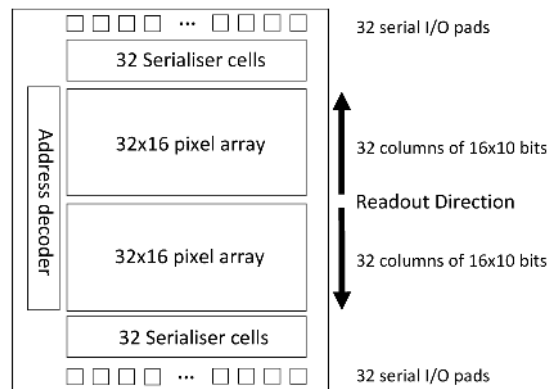 ... 32 serial I/O pads
32 Serialiser cells
Address decoder
32x16 pixel array
32 columns of 16x10 bits
Readout Direction
32x16 pixel array
32 columns of 16x10 bits
32 Serialiser cells
... 32 serial I/O pads